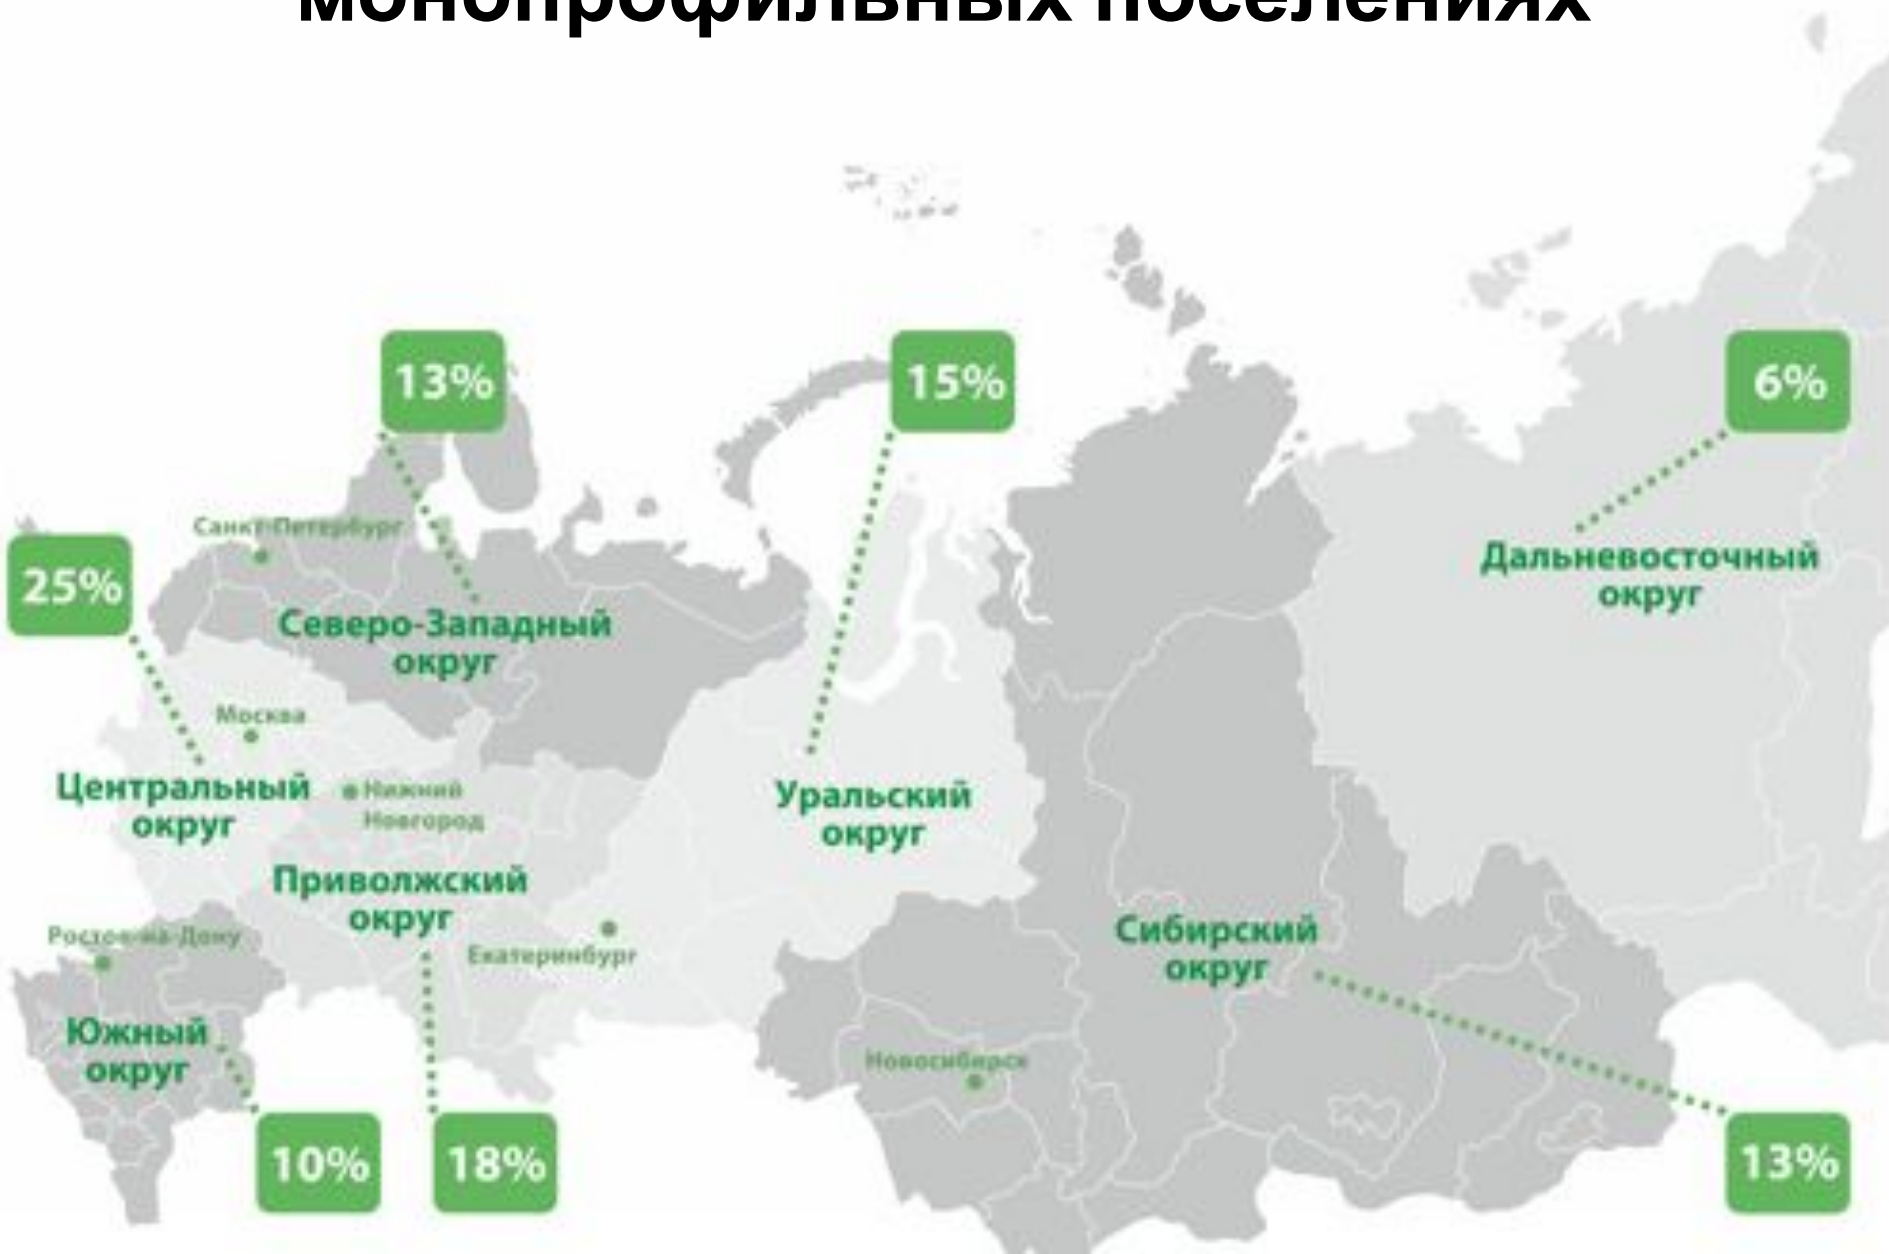 монопрофильных поселениях
13%
15%
6%
Санкт-Петербург
25%
Дальневосточный
округ
Северо-Западный
округ
Москва
Центральный
округ
Нижний
Новгород
Уральский
округ
Приволжский
округ
Ростов-на-Дону
Екатеринбург
Сибирский
округ
Южный
округ
Новосибирск
10%
18%
13%